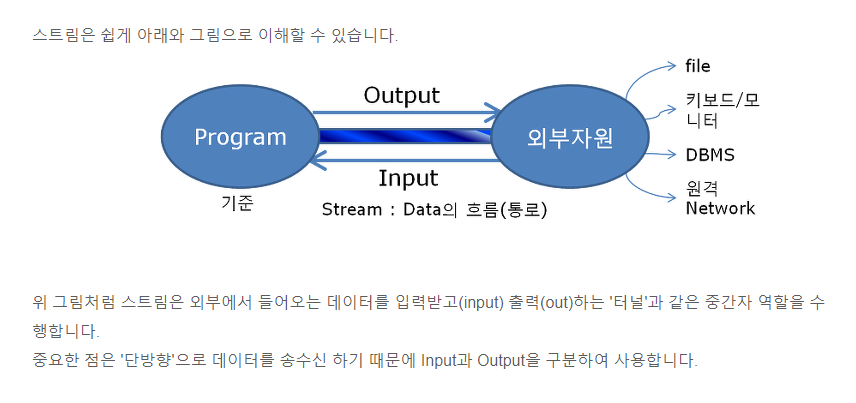 스트림은 쉽게 아래와 그림으로 이해할 수 있습니다.
Output
Program
외부자원
file
키보드/모
니터
DBMS
원격
Network
Input
기준
Stream : Data의 흐름(통로)
위 그림처럼 스트림은 외부에서 들어오는 데이터를 입력받고(input) 출력(out)하는 '터널'과 같은 중간자 역할을 수
행합니다.
중요한 점은 '단방향'으로 데이터를 송수신 하기 때문에 Input과 Output을 구분하여 사용합니다.